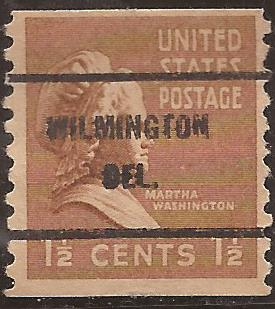 UNITED
STATES
POSTAGE
WILMINGTON
DEL.
MARTHA
WASHINGTON
1½ CENTS 1½